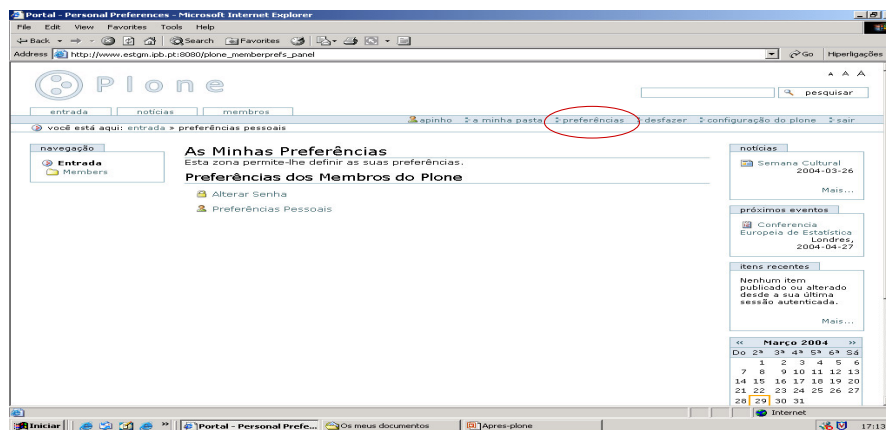 Portal - Personal Preferences - Microsoft Internet Explorer
File Edit View Favorites Tools Help
Back Search Favorites
Address http://www.estgm.ipb.pt:8080/plone_memberprefs_panel Go Hiperligações
Plone
A A A
pesquisar
entrada notícias membros
apinho a minha pasta preferências desfazer configuração do plone sair
você está aqui: entrada » preferências pessoais
navegação
Entrada
Members
As Minhas Preferências
Esta zona permite-lhe definir as suas preferências.
Preferências dos Membros do Plone
Alterar Senha
Preferências Pessoais
notícias
Semana Cultural
2004-03-26
Mais...
próximos eventos
Conferencia
Europeia de Estatística
Londres,
2004-04-27
itens recentes
Nenhum item
publicado ou alterado
desde a sua última
sessão autenticada.
Mais...
« Março 2004 »
Do 2ª 3ª 4ª 5ª 6ª Sá
1 2 3 4 5 6
7 8 9 10 11 12 13
14 15 16 17 18 19 20
21 22 23 24 25 26 27
28 29 30 31
Internet
Iniciar » Portal - Personal Prefe... Os meus documentos Apres-plone 17:13